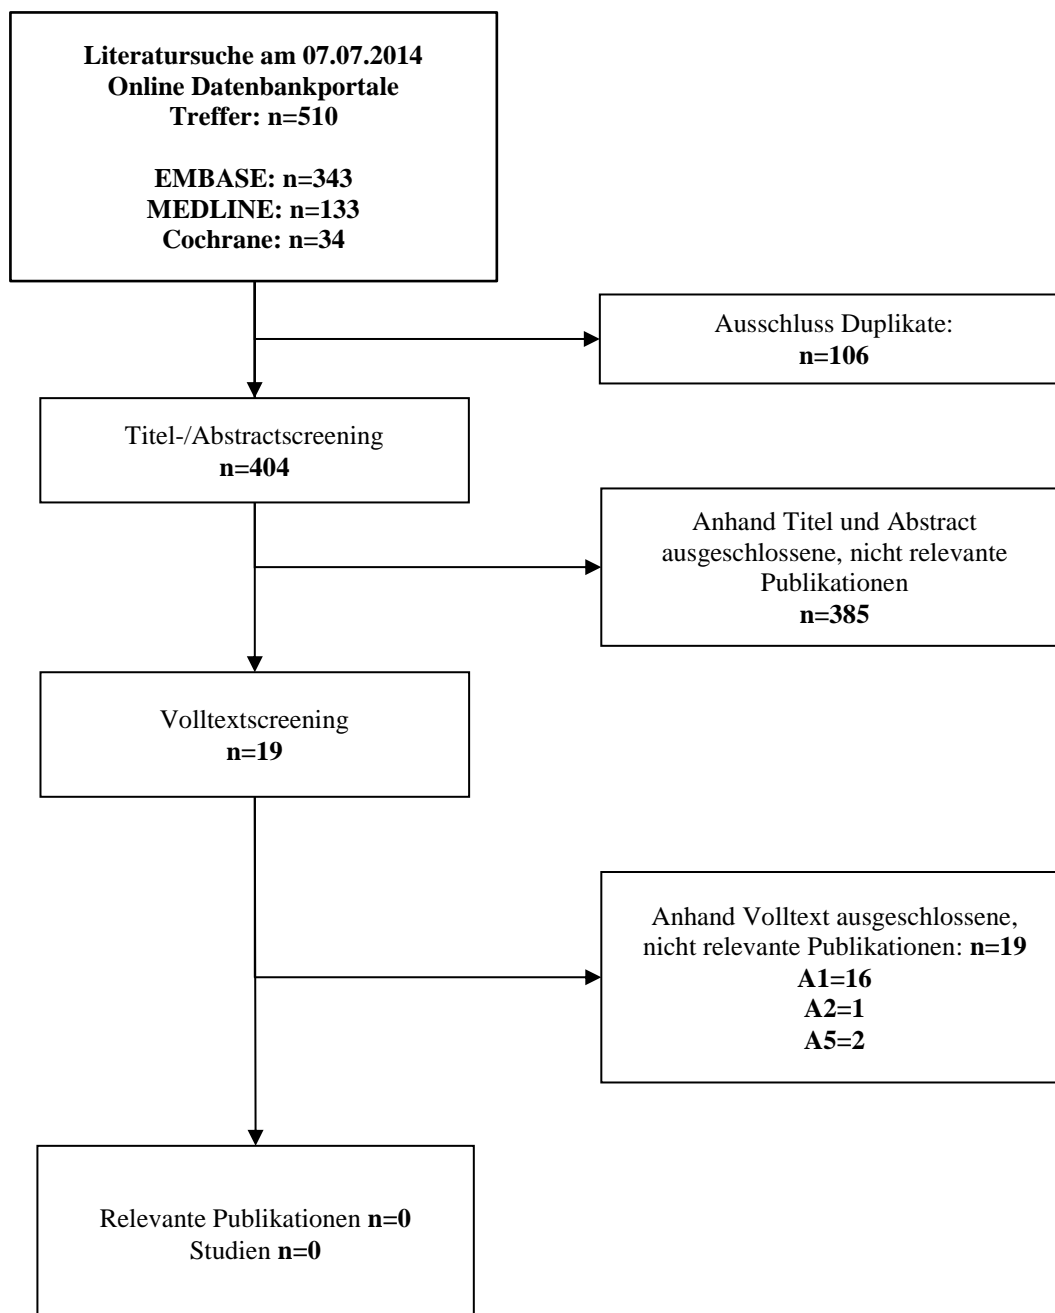 Literatursuche am 07.07.2014
Online Datenbankportale
Treffer: n=510
EMBASE: n=343
MEDLINE: n=133
Cochrane: n=34
Ausschluss Duplikate:
n=106
Titel-/Abstractscreening
n=404
Anhand Titel und Abstract
ausgeschlossene, nicht relevante
Publikationen
n=385
Volltextscreening
n=19
Anhand Volltext ausgeschlossene,
nicht relevante Publikationen: n=19
A1=16
A2=1
A5=2
Relevante Publikationen n=0
Studien n=0